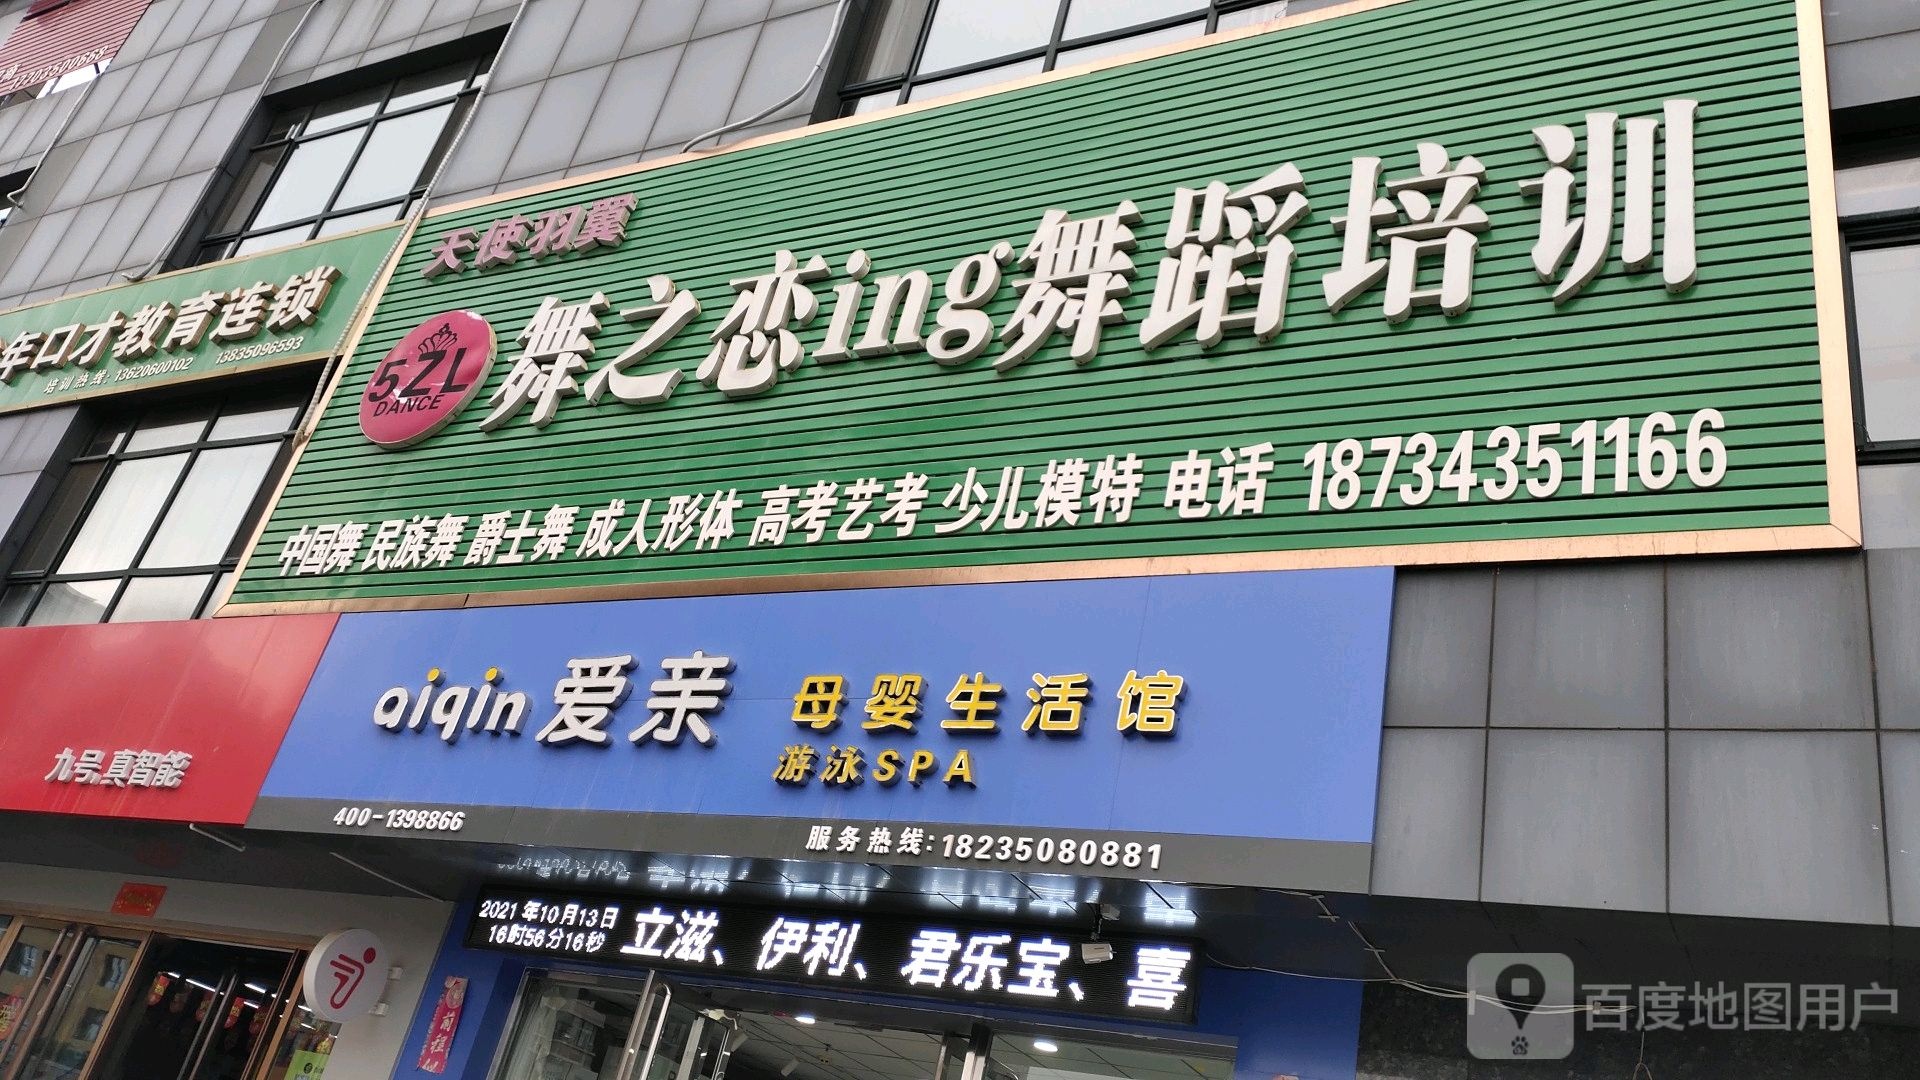 天使羽翼
5ZL
DANCE
舞之恋ing舞蹈培训
中国舞 民族舞 爵士舞 成人形体 高考艺考 少儿模特 电话 18734351166
年口才教育连锁
培训热线:13620600102 13835096593
九号,真智能
aiqin 爱亲 母婴生活馆
游泳SPA
400-1398866
服务热线:18235080881
2021年10月13日
16时56分16秒
立滋、伊利、君乐宝、喜
百度地图用户